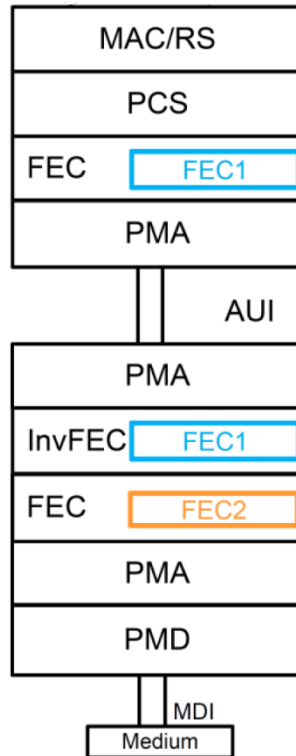 MAC/RS
PCS
FEC FEC1
PMA
AUI
PMA
InvFEC FEC1
FEC FEC2
PMA
PMD
MDI
Medium